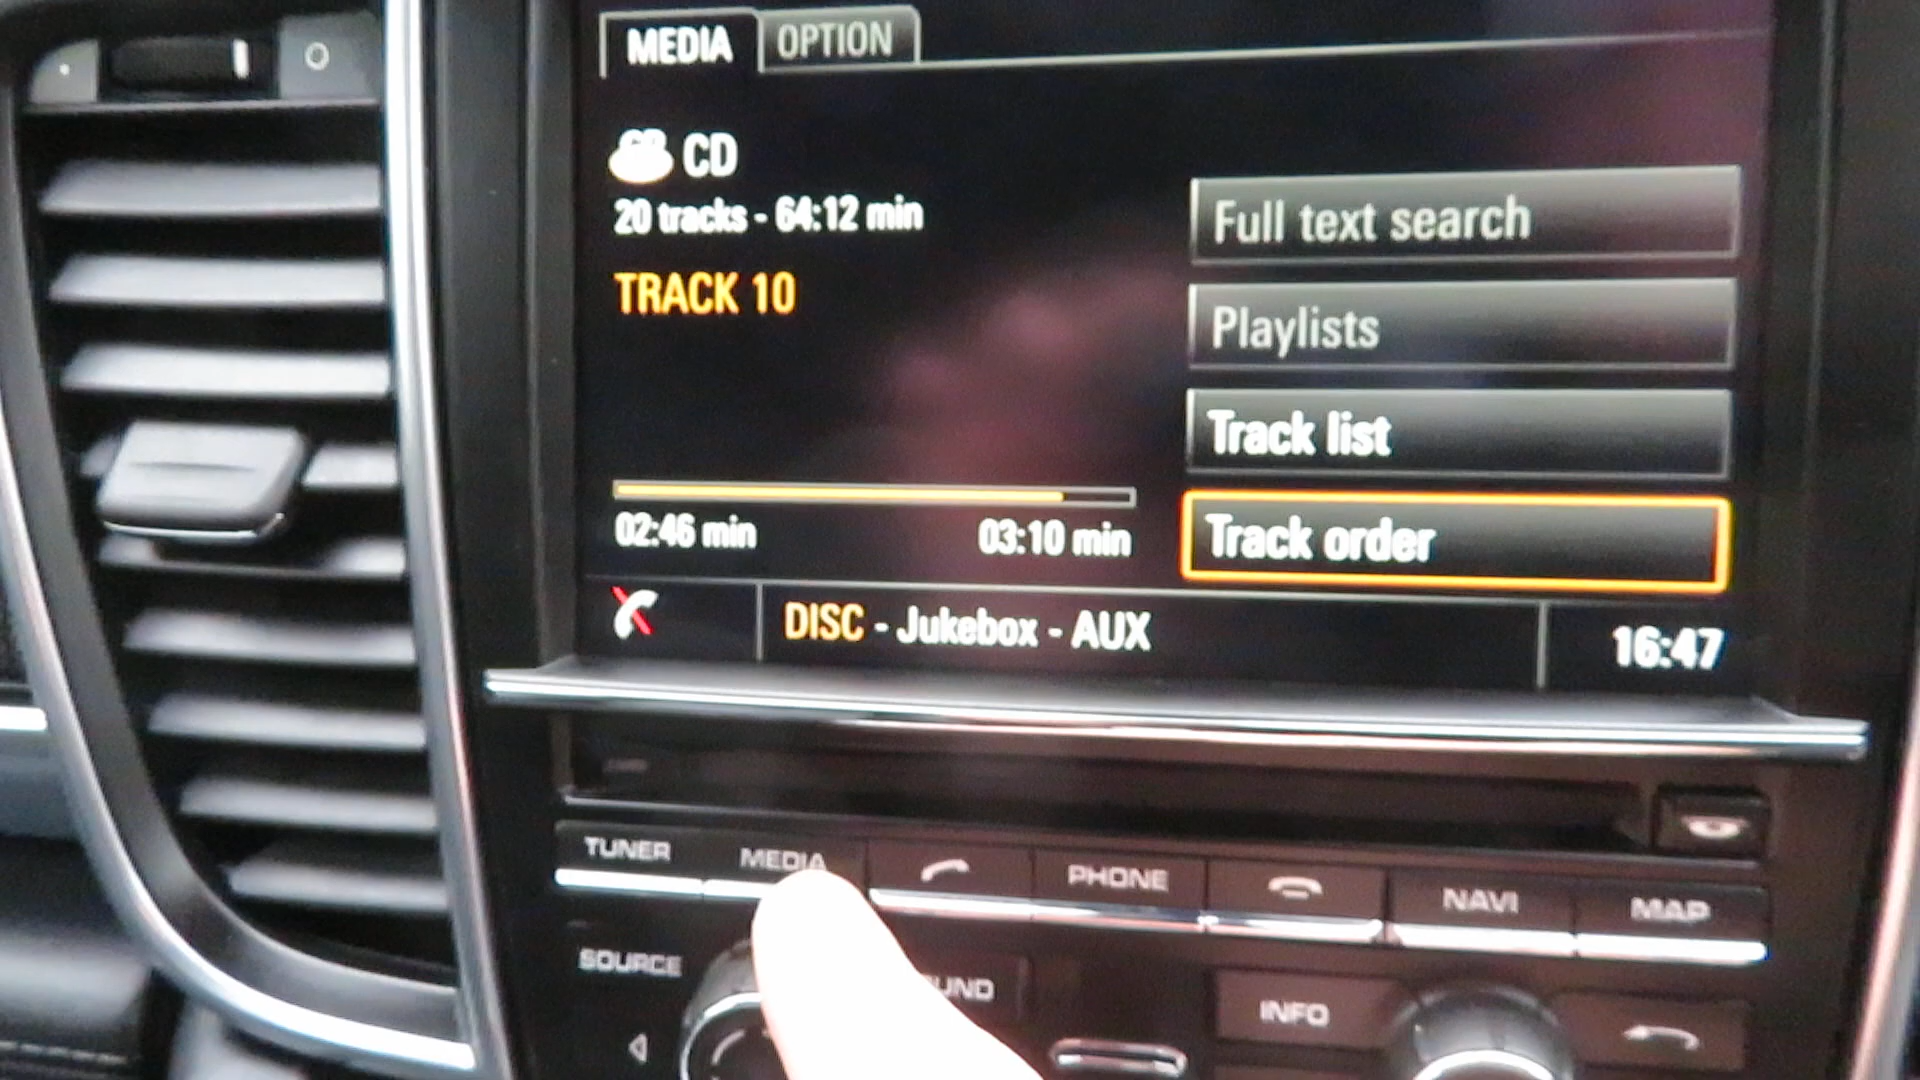 MEDIA OPTION
CD
20 tracks - 64:12 min
TRACK 10
02:46 min 03:10 min
Full text search
Playlists
Track list
Track order
DISC - Jukebox - AUX
16:47
TUNER MEDIA PHONE NAVI MAP
SOURCE UND INFO